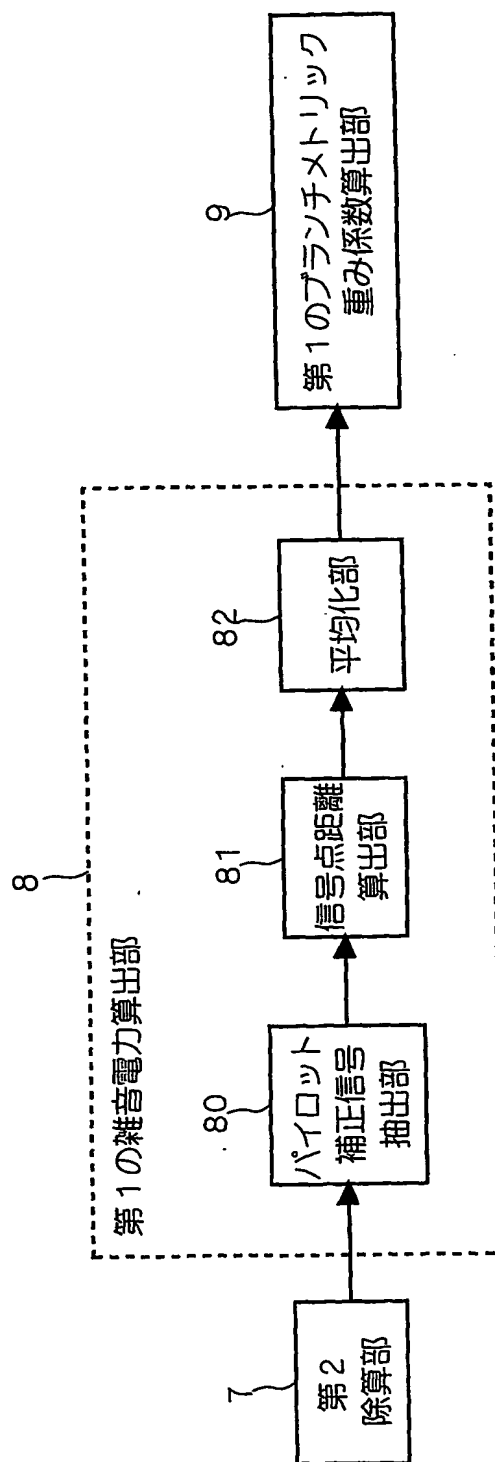 8
第１の雑音電力算出部
7
第２
除算部
80
パイロット
補正信号
抽出部
81
信号点距離
算出部
82
平均化部
9
第１のブランチメトリック
重み係数算出部